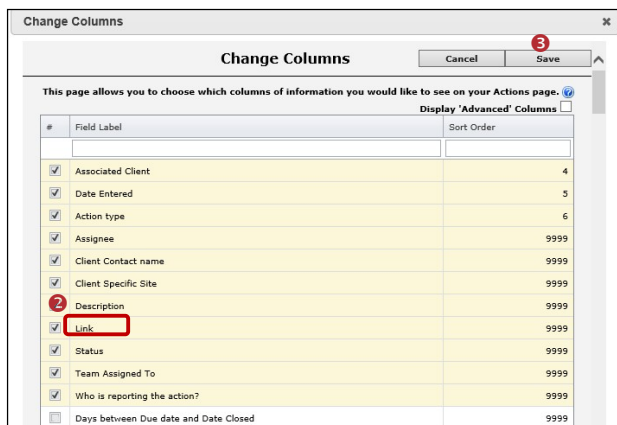 Change Columns
3
Change Columns Cancel Save
This page allows you to choose which columns of information you would like to see on your Actions page. ?
Display 'Advanced' Columns
# Field Label Sort Order
Associated Client 4
Date Entered 5
Action type 6
Assignee 9999
Client Contact name 9999
Client Specific Site 9999
2 Description 9999
Link 9999
Status 9999
Team Assigned To 9999
Who is reporting the action? 9999
Days between Due date and Date Closed 9999